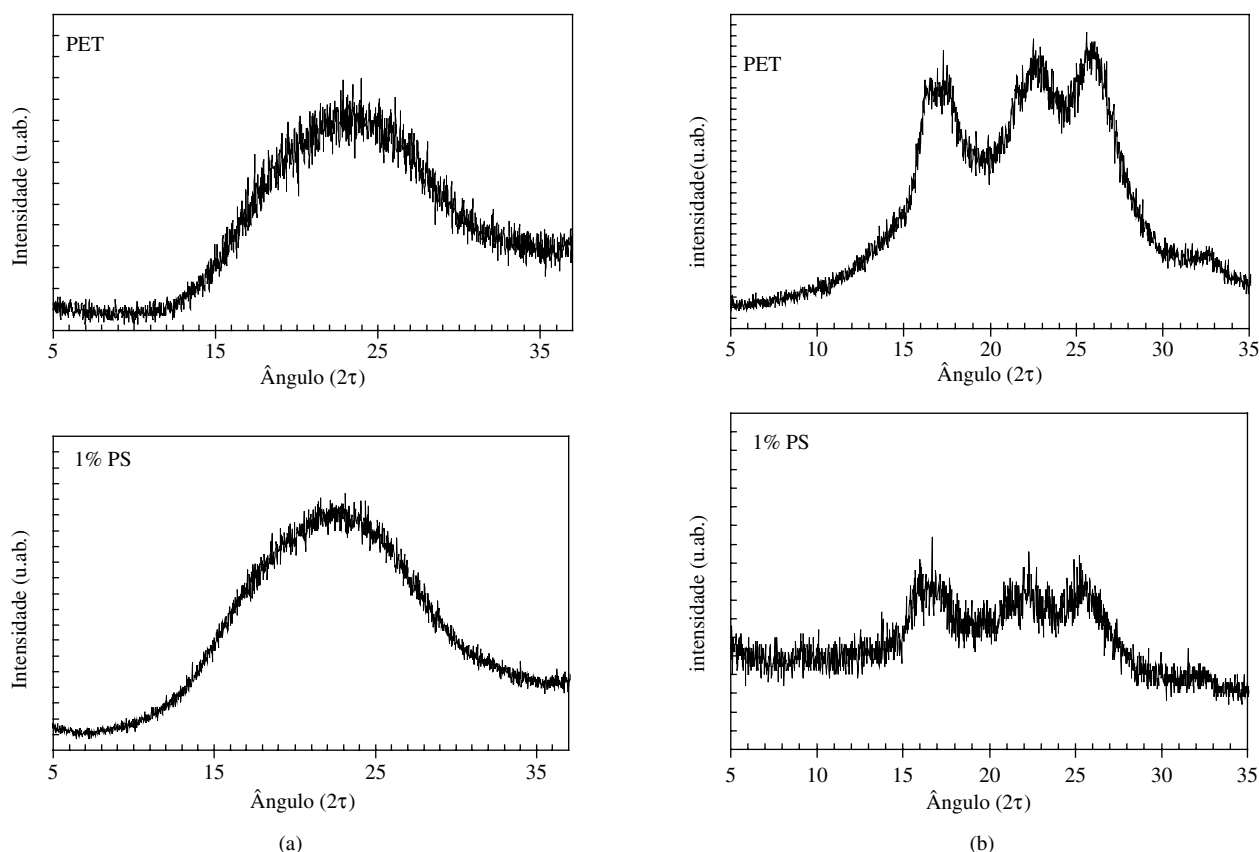 PET
Intensidade (u.ab.)
5 15 25 35
Ângulo (2τ)
1% PS
Intensidade (u.ab.)
5 15 25 35
Ângulo (2τ)
(a)
PET
intensidade(u.ab.)
5 10 15 20 25 30 35
Ângulo (2τ)
1% PS
intensidade (u.ab.)
5 10 15 20 25 30 35
Ângulo (2τ)
(b)